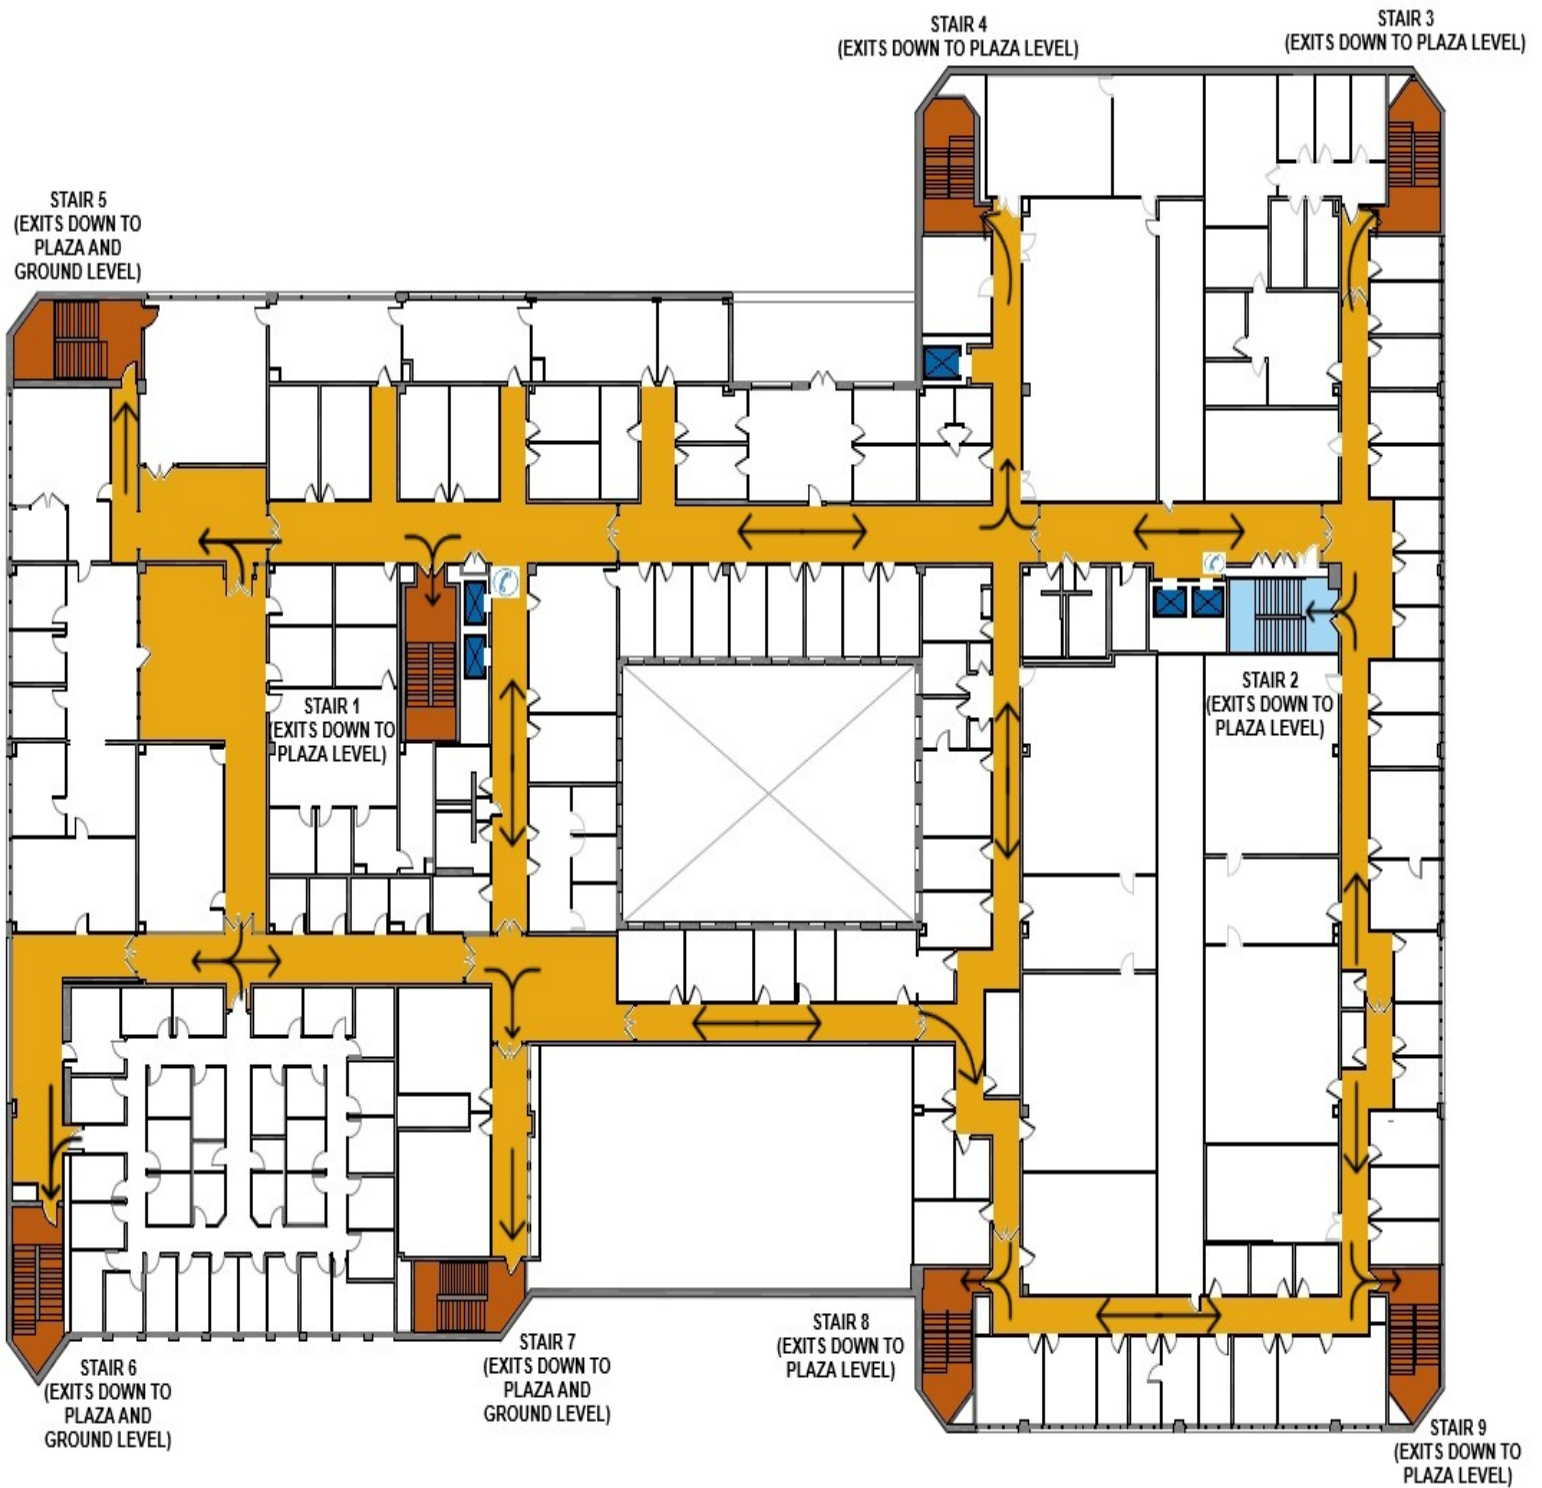 STAIR 4
(EXITS DOWN TO PLAZA LEVEL)
STAIR 3
(EXITS DOWN TO PLAZA LEVEL)
STAIR 5
(EXITS DOWN TO
PLAZA AND
GROUND LEVEL)
STAIR 1
(EXITS DOWN TO
PLAZA LEVEL)
STAIR 2
(EXITS DOWN TO
PLAZA LEVEL)
STAIR 6
(EXITS DOWN TO
PLAZA AND
GROUND LEVEL)
STAIR 7
(EXITS DOWN TO
PLAZA AND
GROUND LEVEL)
STAIR 8
(EXITS DOWN TO
PLAZA LEVEL)
STAIR 9
(EXITS DOWN TO
PLAZA LEVEL)